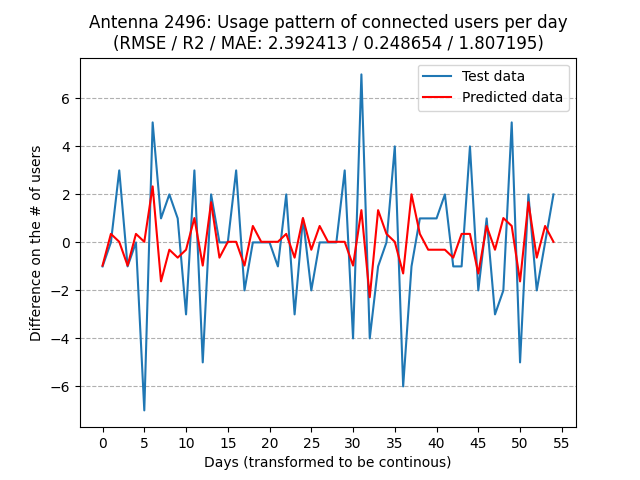 Antenna 2496: Usage pattern of connected users per day
(RMSE / R2 / MAE: 2.392413 / 0.248654 / 1.807195)
Test data
Predicted data
Difference on the # of users
6
4
2
0
−2
−4
−6
0 5 10 15 20 25 30 35 40 45 50 55
Days (transformed to be continous)